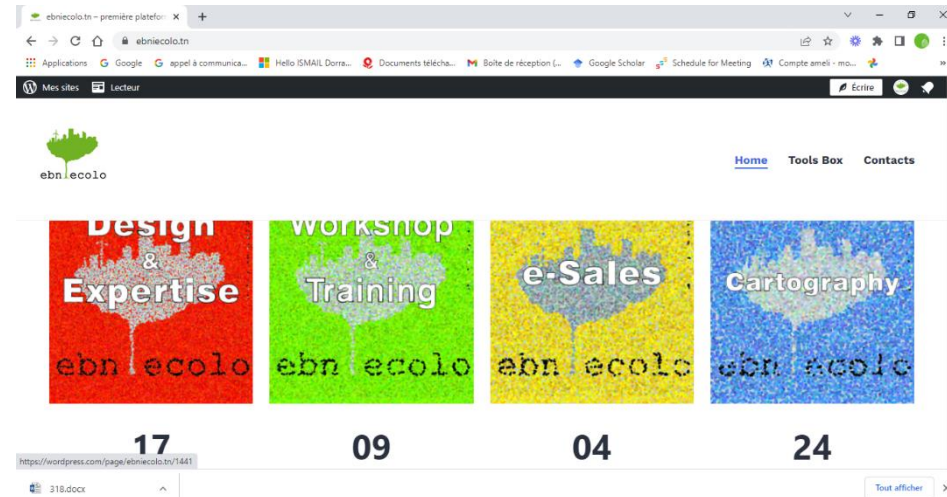 ebniecolo.tn – première platefor
ebniecolo.tn
Applications
Google
appel à communica...
Hello ISMAIL Dorra...
Documents télécha...
Boîte de réception (...
Google Scholar
Schedule for Meeting
Compte ameli - mo...
»
Mes sites
Lecteur
Écrire
ebniecolo
Home
Tools Box
Contacts
Design
&
Expertise
ebniecolo
Workshop
&
Training
ebniecolo
e-Sales
ebniecolo
Cartography
ebniecolo
17
09
04
24
https://wordpress.com/page/ebniecolo.tn/1441
318.docx
Tout afficher